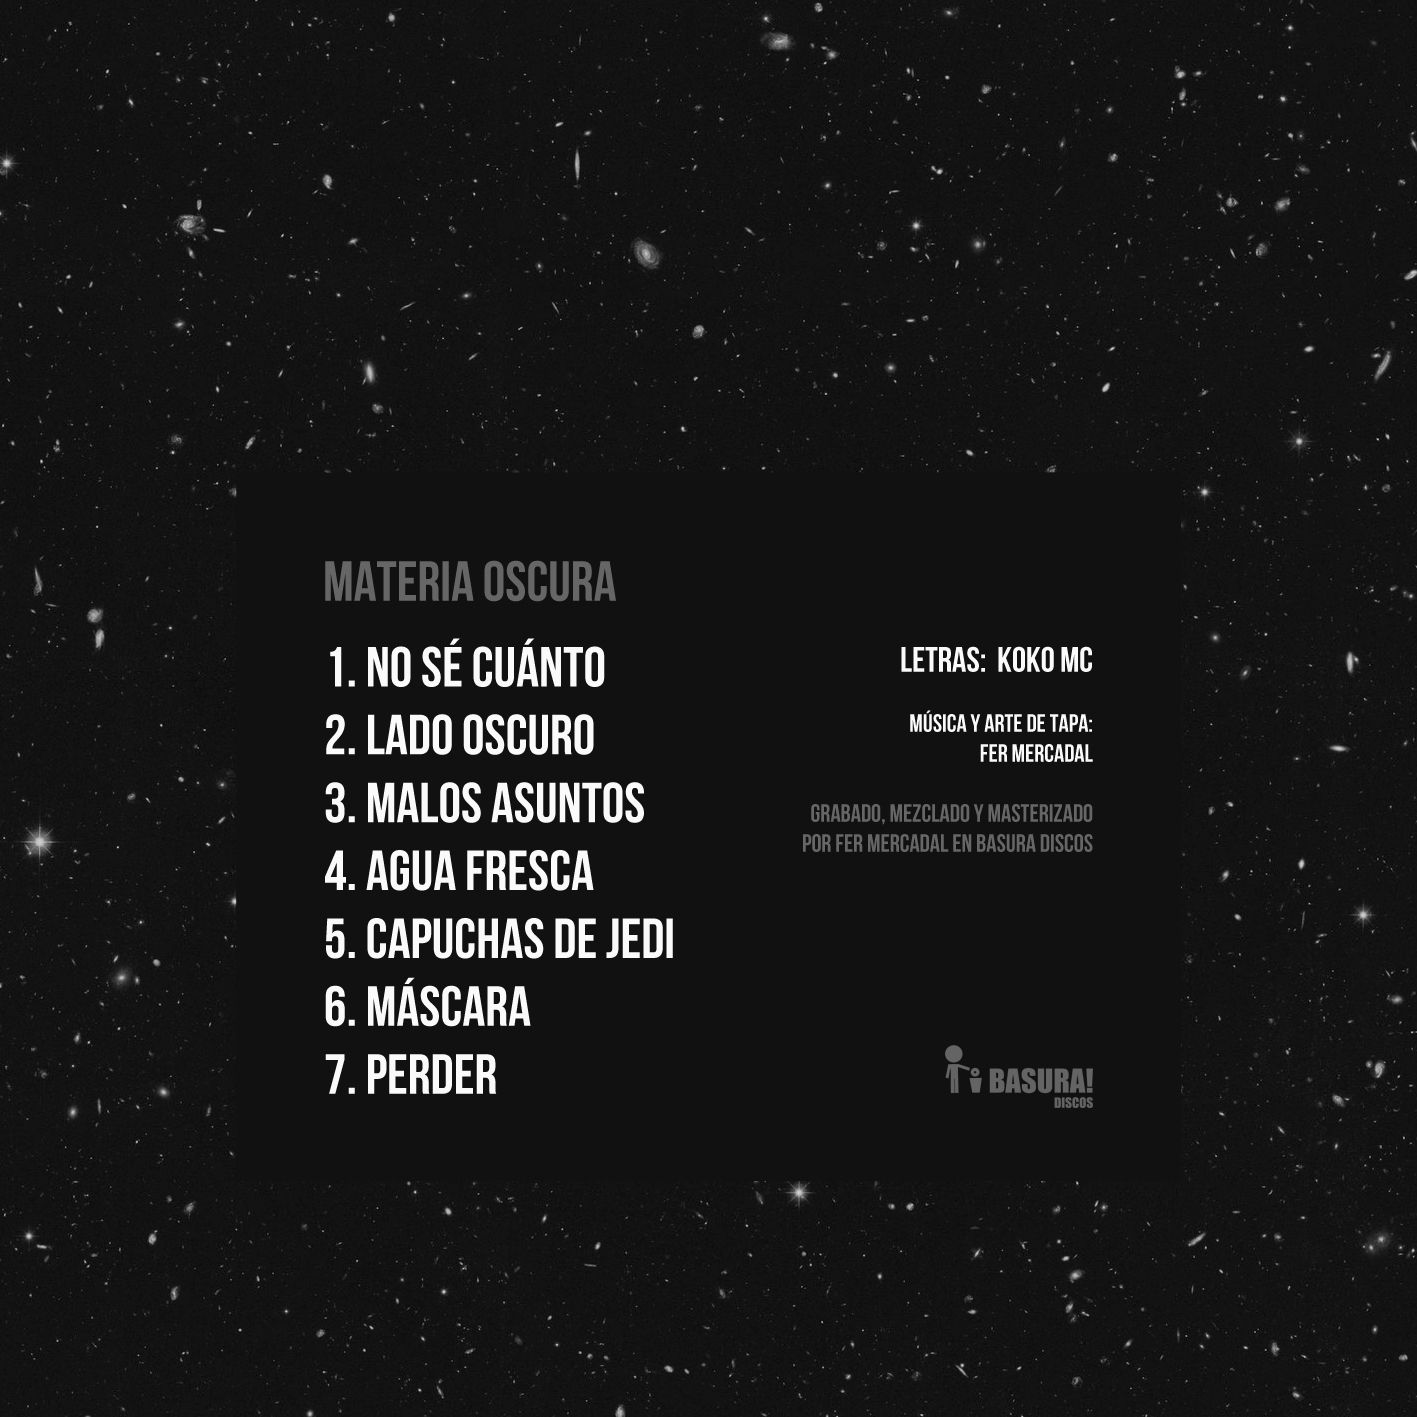 MATERIA OSCURA
1. NO SÉ CUÁNTO
2. LADO OSCURO
3. MALOS ASUNTOS
4. AGUA FRESCA
5. CAPUCHAS DE JEDI
6. MÁSCARA
7. PERDER
LETRAS: KOKO MC
MÚSICA Y ARTE DE TAPA:
FER MERCADAL
GRABADO, MEZCLADO Y MASTERIZADO
POR FER MERCADAL EN BASURA DISCOS
BASURA!
DISCOS